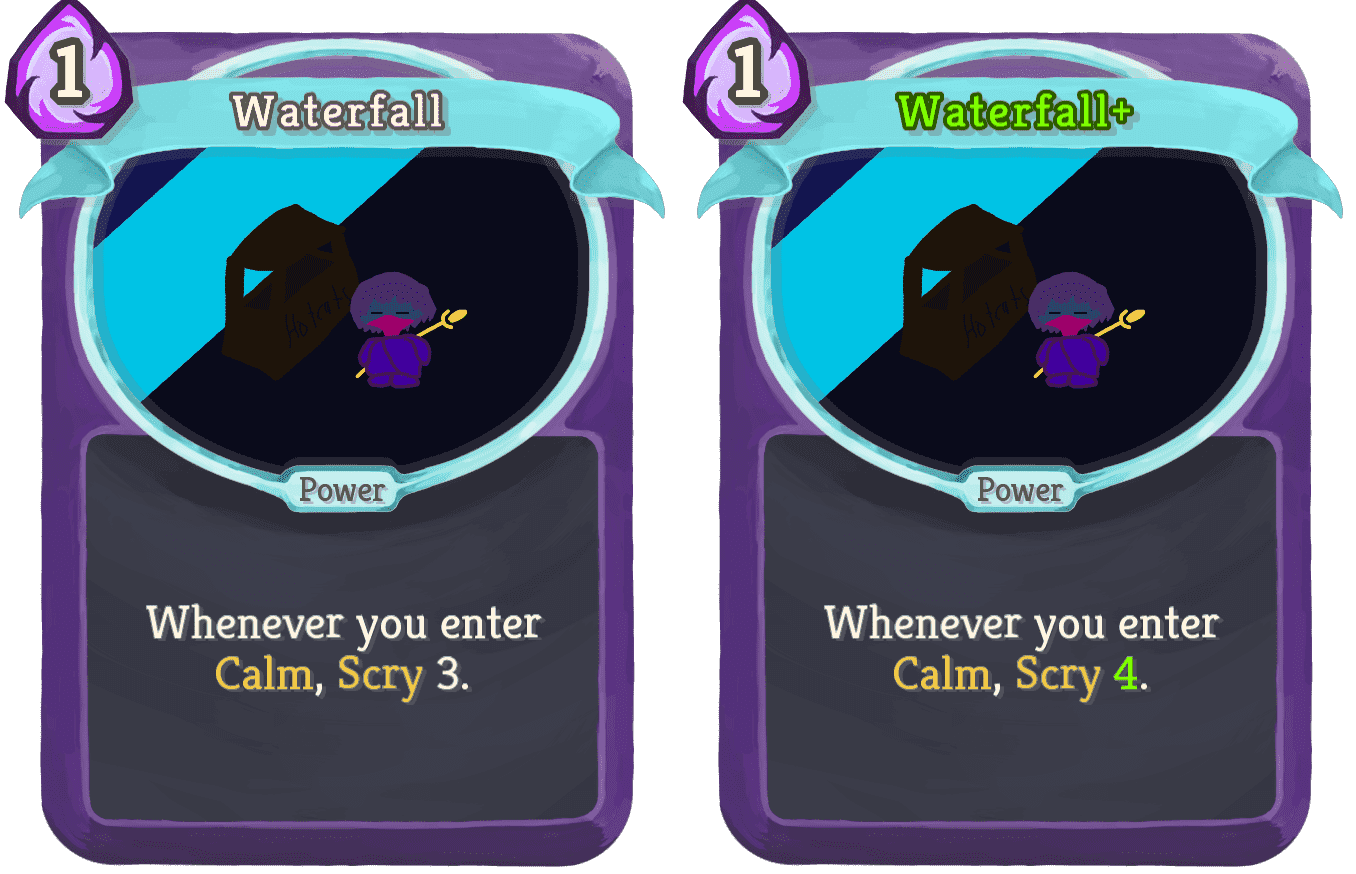 1
Waterfall
Power
Whenever you enter
Calm, Scry 3.
1
Waterfall+
Power
Whenever you enter
Calm, Scry 4.